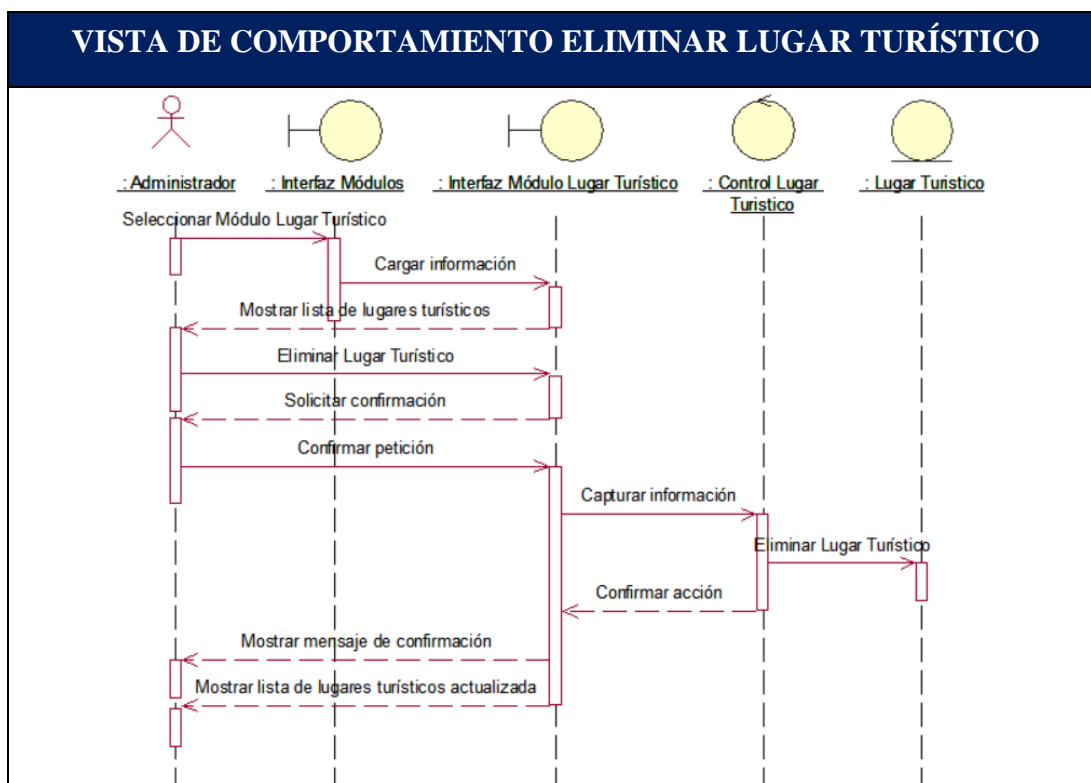 VISTA DE COMPORTAMIENTO ELIMINAR LUGAR TURÍSTICO
: Administrador
: Interfaz Módulos
: Interfaz Módulo Lugar Turístico
: Control Lugar
Turistico
: Lugar Turistico
Seleccionar Módulo Lugar Turístico
Cargar información
Mostrar lista de lugares turísticos
Eliminar Lugar Turístico
Solicitar confirmación
Confirmar petición
Capturar información
Eliminar Lugar Turístico
Confirmar acción
Mostrar mensaje de confirmación
Mostrar lista de lugares turísticos actualizada